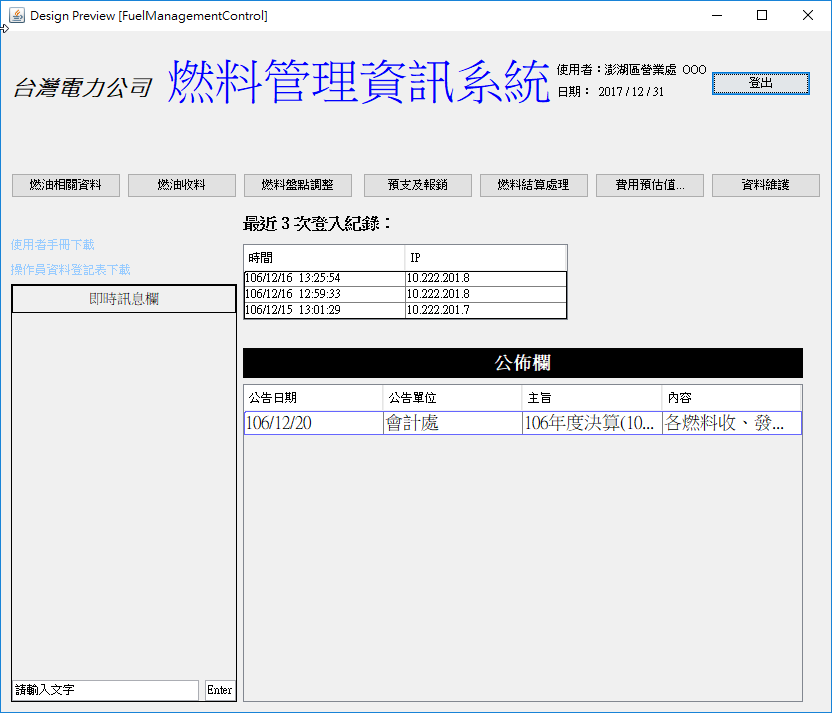 Design Preview [FuelManagementControl]
台灣電力公司 燃料管理資訊系統
使用者：澎湖區營業處 OOO
日期： 2017 / 12 / 31
登出
燃油相關資料 燃油收料 燃料盤點調整 預支及報銷 燃料結算處理 費用預估值... 資料維護
最近 3 次登入紀錄：
使用者手冊下載
操作員資料登記表下載
即時訊息欄
時間 IP
106/12/16 13:25:54 10.222.201.8
106/12/16 12:59:33 10.222.201.8
106/12/15 13:01:29 10.222.201.7
公佈欄
公告日期 公告單位 主旨 內容
106/12/20 會計處 106年度決算(10... 各燃料收、發...
請輸入文字 Enter